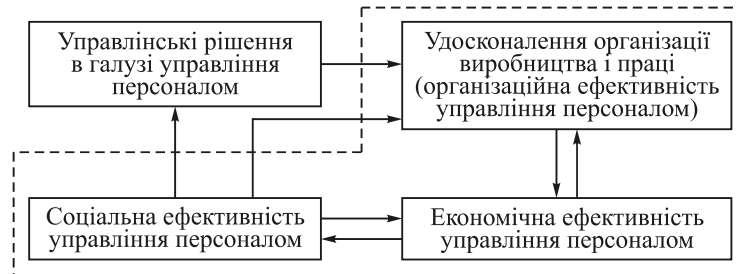 Управлінські рішення
в галузі управління
персоналом
Удосконалення організації
виробництва і праці
(організаційна ефективність
управління персоналом)
Соціальна ефективність
управління персоналом
Економічна ефективність
управління персоналом